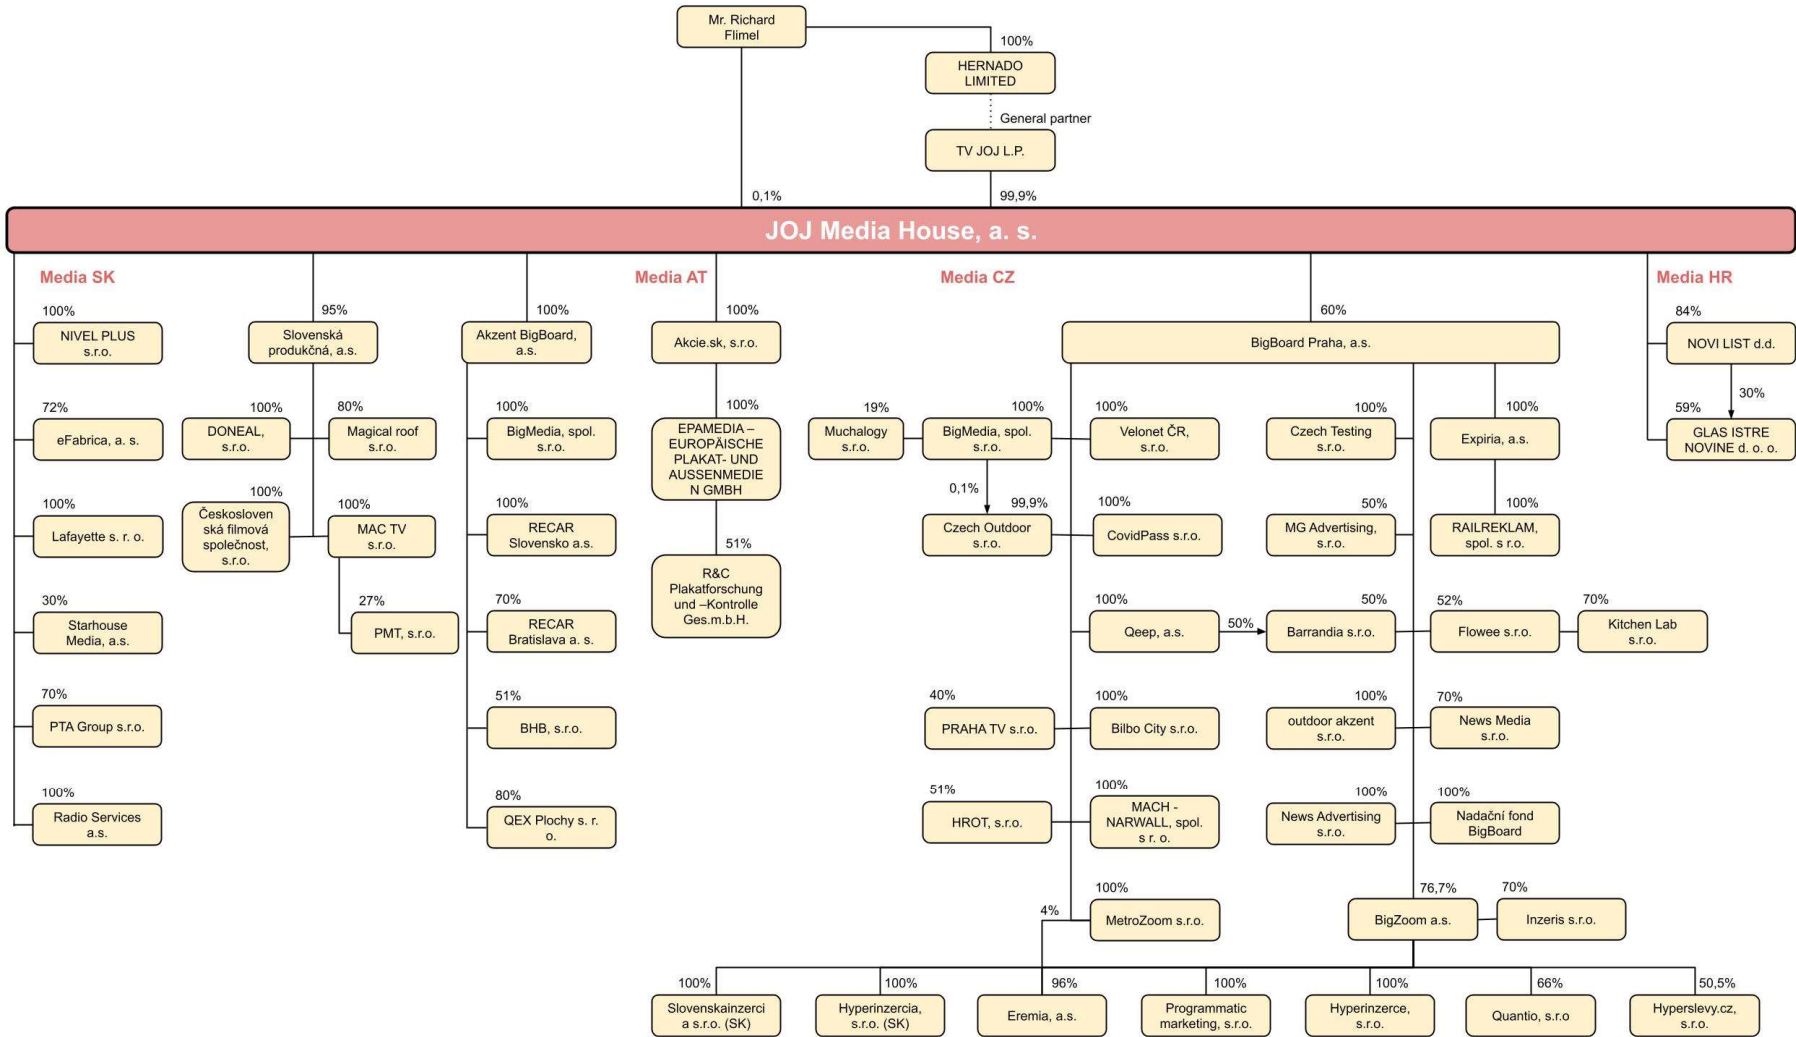 Mr. Richard
Flimel
100%
HERNADO
LIMITED
General partner
TV JOJ L.P.
0,1%
99,9%
JOJ Media House, a. s.
Media SK
Media AT
Media CZ
Media HR
100%
NIVEL PLUS
s.r.o.
95%
Slovenská
produkčná, a.s.
100%
Akzent BigBoard,
a.s.
100%
Akcie.sk, s.r.o.
60%
BigBoard Praha, a.s.
84%
NOVI LIST d.d.
72%
eFabrica, a. s.
100%
DONEAL,
s.r.o.
80%
Magical roof
s.r.o.
100%
BigMedia, spol.
s.r.o.
100%
EPAMEDIA –
EUROPÄISCHE
PLAKAT- UND
AUSSENMEDIE
N GMBH
19%
Muchalogy
s.r.o.
100%
BigMedia, spol.
s.r.o.
100%
Velonet ČR,
s.r.o.
100%
Czech Testing
s.r.o.
100%
Expiria, a.s.
30%
59%
GLAS ISTRE
NOVINE d. o. o.
100%
Lafayette s. r. o.
100%
Českosloven
ská filmová
společnost,
s.r.o.
100%
MAC TV
s.r.o.
100%
RECAR
Slovensko a.s.
0,1%
99,9%
Czech Outdoor
s.r.o.
100%
CovidPass s.r.o.
50%
MG Advertising,
s.r.o.
100%
RAILREKLAM,
spol. s r.o.
30%
Starhouse
Media, a.s.
27%
PMT, s.r.o.
70%
RECAR
Bratislava a. s.
51%
R&C
Plakatforschung
und –Kontrolle
Ges.m.b.H.
100%
Qeep, a.s.
50%
50%
Barrandia s.r.o.
52%
Flowee s.r.o.
70%
Kitchen Lab
s.r.o.
70%
PTA Group s.r.o.
51%
BHB, s.r.o.
40%
PRAHA TV s.r.o.
100%
Bilbo City s.r.o.
100%
outdoor akzent
s.r.o.
70%
News Media
s.r.o.
100%
Radio Services
a.s.
80%
QEX Plochy s. r.
o.
51%
HROT, s.r.o.
100%
MACH -
NARWALL, spol.
s r. o.
100%
News Advertising
s.r.o.
100%
Nadační fond
BigBoard
4%
100%
MetroZoom s.r.o.
76,7%
BigZoom a.s.
70%
Inzeris s.r.o.
100%
Slovenskainzerci
a s.r.o. (SK)
100%
Hyperinzercia,
s.r.o. (SK)
96%
Eremia, a.s.
100%
Programmatic
marketing, s.r.o.
100%
Hyperinzerce,
s.r.o.
66%
Quantio, s.r.o
50,5%
Hyperslevy.cz,
s.r.o.